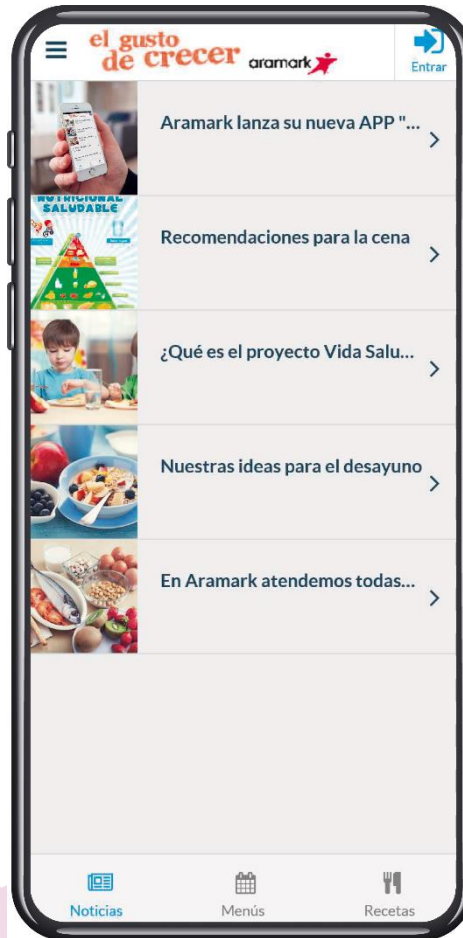 el gusto
de crecer aramark
Entrar
Aramark lanza su nueva APP "...
NUTRICIONAL
SALUDABLE
Recomendaciones para la cena
¿Qué es el proyecto Vida Salu...
Nuestras ideas para el desayuno
En Aramark atendemos todas...
Noticias
Menús
Recetas